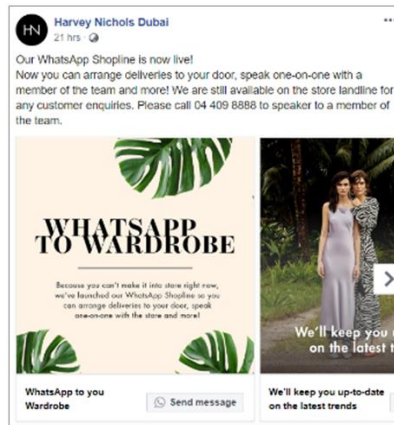 HN
Harvey Nichols Dubai
21 hrs ·
Our WhatsApp Shopline is now live!
Now you can arrange deliveries to your door, speak one-on-one with a
member of the team and more! We are still available on the store landline for
any customer enquiries. Please call 04 409 8888 to speaker to a member of
the team.
WHATSAPP
TO WARDROBE
Because you can't make it into store right now,
we've launched our WhatsApp Shopline so you
can arrange deliveries to your door, speak
one-on-one with the store and more!
We'll keep you
on the latest t
WhatsApp to you
Wardrobe
Send message
We'll keep you up-to-date
on the latest trends